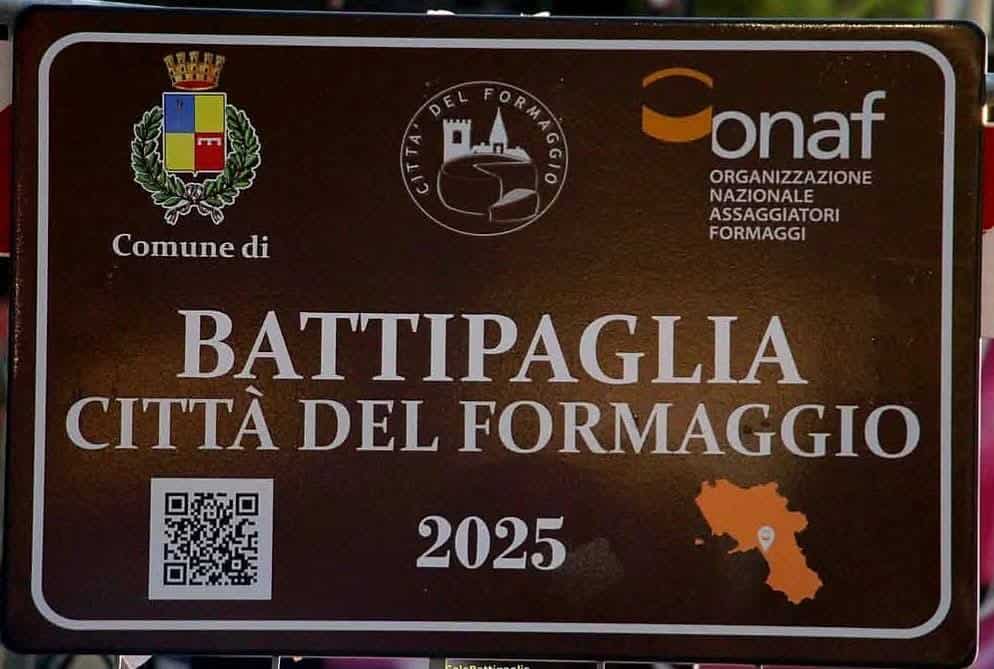 Comune di
CITTA' DEL FORMAGGIO
onaf
ORGANIZZAZIONE
NAZIONALE
ASSAGGIATORI
FORMAGGI
BATTIPAGLIA
CITTÀ DEL FORMAGGIO
2025